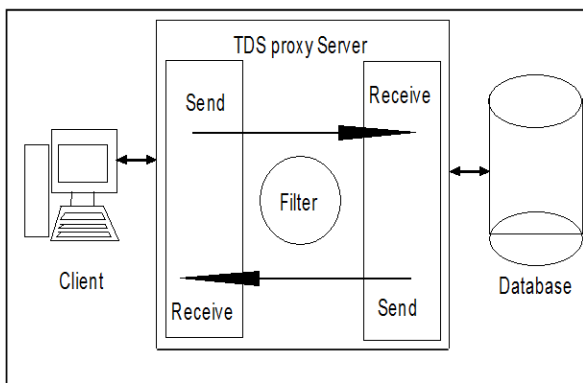 TDS proxy Server
Send
Receive
Filter
Client
Receive
Send
Database